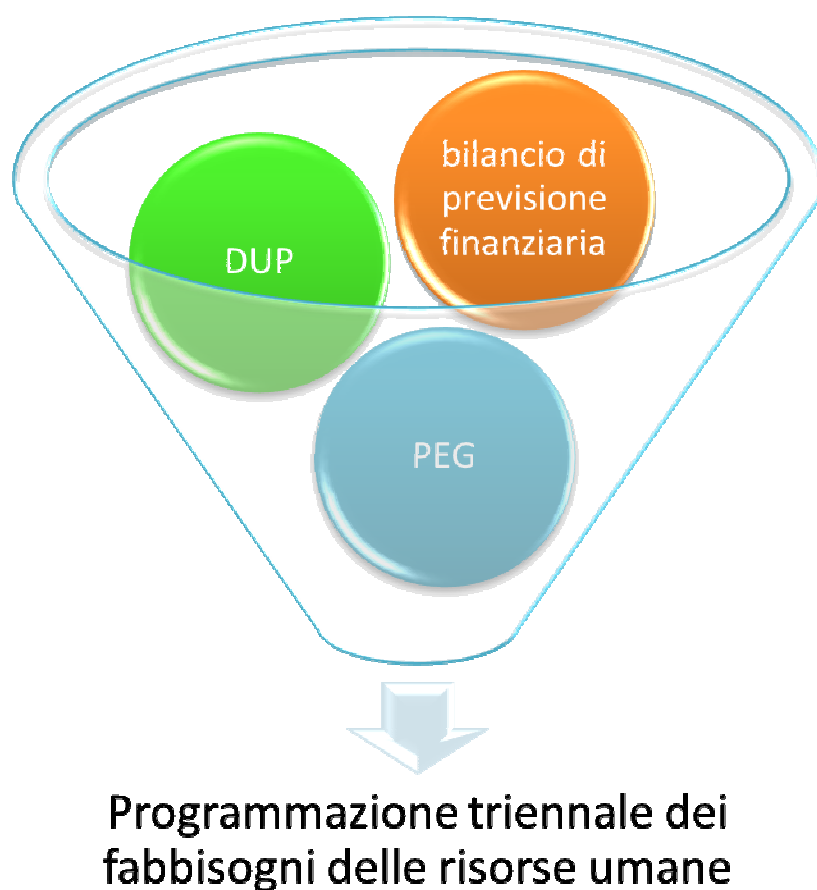 bilancio di
previsione
finanziaria
DUP
PEG
Programmazione triennale dei
fabbisogni delle risorse umane